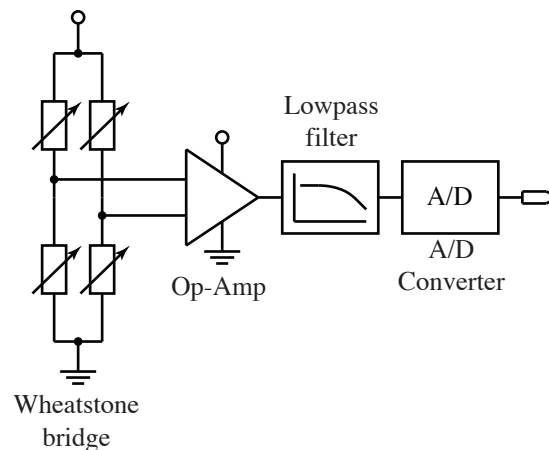 Lowpass
filter
A/D
A/D
Converter
Op-Amp
Wheatstone
bridge